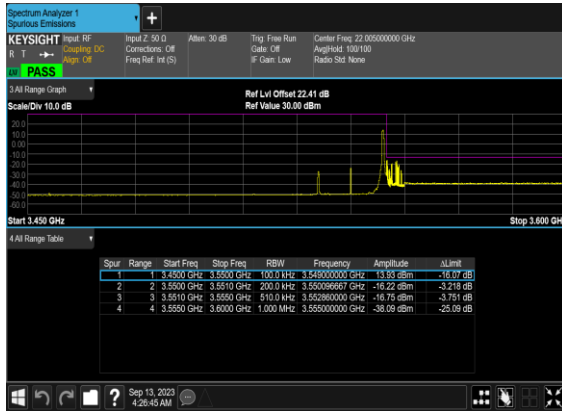 Spectrum Analyzer 1
Spurious Emissions
+
KEYSIGHT Input: RF Input Z: 50 Ω Atten: 30 dB Trig: Free Run Center Freq: 22.005000000 GHz
R T Coupling: DC Corrections: Off Gate: Off Avg|Hold: 100/100
Align: Off Freq Ref: Int (S) IF Gain: Low Radio Std: None
PASS
3 All Range Graph
Ref Lvl Offset 22.41 dB
Scale/Div 10.0 dB Ref Value 30.00 dBm
20.0
10.0
0.00
-10.0
-20.0
-30.0
-40.0
-50.0
-60.0
Start 3.450 GHz Stop 3.600 GH
4 All Range Table
Spur Range Start Freq Stop Freq RBW Frequency Amplitude ΔLimit
1 1 3.4500 GHz 3.5500 GHz 100.0 kHz 3.549000000 GHz 13.93 dBm -16.07 dB
2 2 3.5500 GHz 3.5510 GHz 200.0 kHz 3.550096667 GHz -16.22 dBm -3.218 dB
3 3 3.5510 GHz 3.5550 GHz 510.0 kHz 3.552860000 GHz -16.75 dBm -3.751 dB
4 4 3.5550 GHz 3.6000 GHz 1.000 MHz 3.555000000 GHz -38.09 dBm -25.09 dB
? Sep 13, 2023
4:26:45 AM